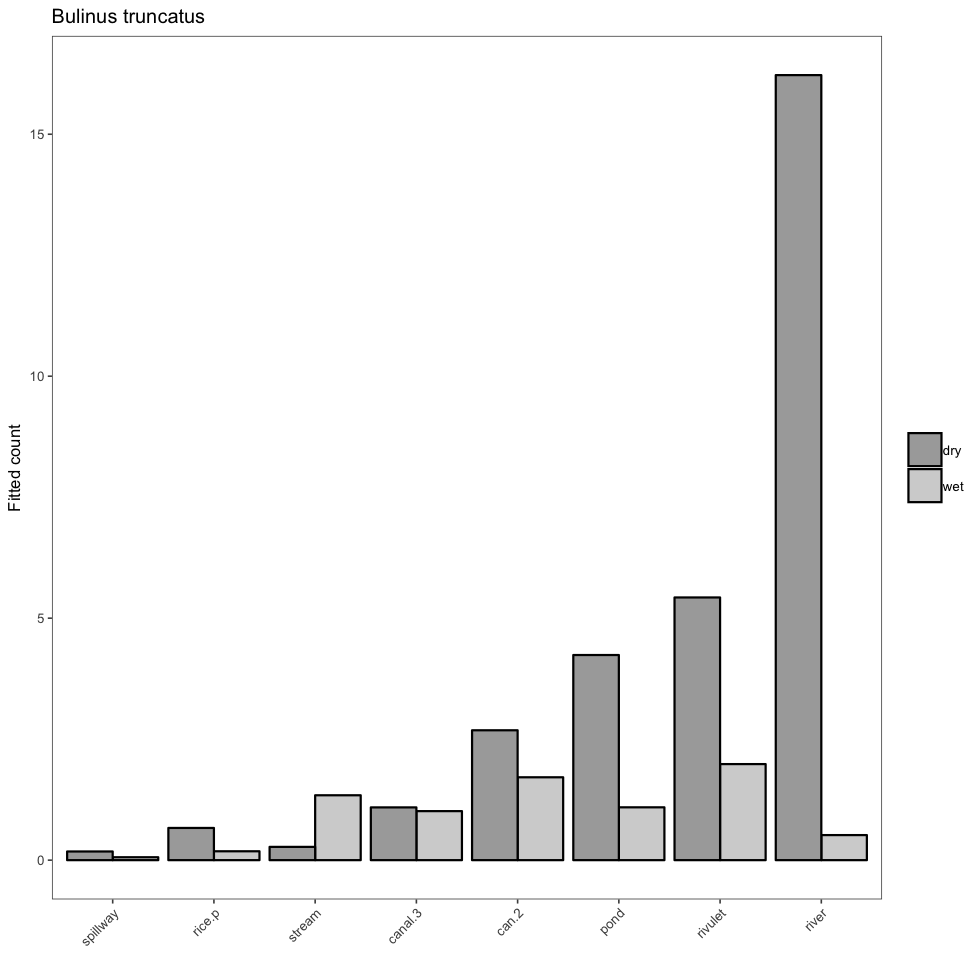 Bulinus truncatus
15
10
5
0
Fitted count
spillway
rice.p
stream
canal.3
can.2
pond
rivulet
river
dry
wet